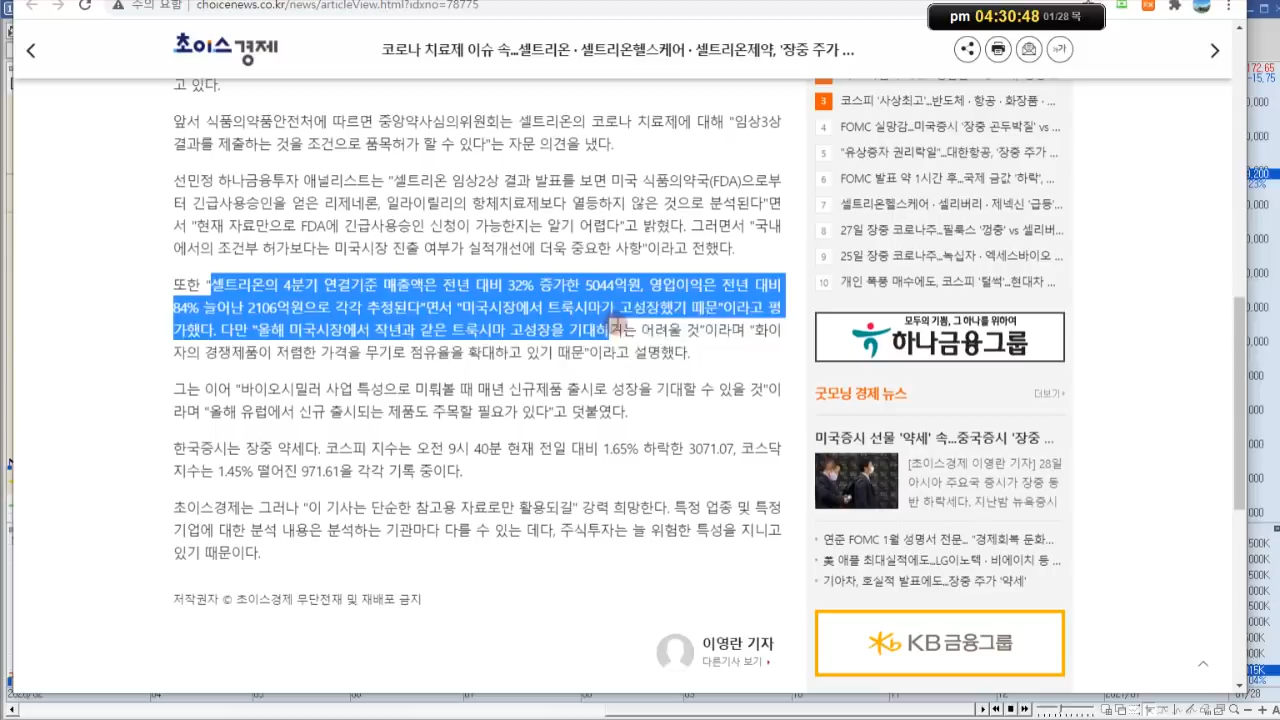 주의 요함
choicenews.co.kr/news/articleView.html?idxno=78775
pm 04:30:48 01/28 목
초이스경제
코로나 치료제 이슈 속...셀트리온 · 셀트리온헬스케어 · 셀트리온제약, '장중 주가 ...
가
고 있다.
앞서 식품의약품안전처에 따르면 중앙약사심의위원회는 셀트리온의 코로나 치료제에 대해 "임상3상
결과를 제출하는 것을 조건으로 품목허가 할 수 있다"는 자문 의견을 냈다.
선민정 하나금융투자 애널리스트는 "셀트리온 임상2상 결과 발표를 보면 미국 식품의약국(FDA)으로부
터 긴급사용승인을 얻은 리제네론, 일라이릴리의 항체치료제보다 열등하지 않은 것으로 분석된다"면
서 "현재 자료만으로 FDA에 긴급사용승인 신청이 가능한지는 알기 어렵다"고 밝혔다. 그러면서 "국내
에서의 조건부 허가보다는 미국시장 진출 여부가 실적개선에 더욱 중요한 사항"이라고 전했다.
또한 "셀트리온의 4분기 연결기준 매출액은 전년 대비 32% 증가한 5044억원, 영업이익은 전년 대비
84% 늘어난 2106억원으로 각각 추정된다"면서 "미국시장에서 트룩시마가 고성장했기 때문"이라고 평
가했다. 다만 "올해 미국시장에서 작년과 같은 트룩시마 고성장을 기대하기는 어려울 것"이라며 "화이
자의 경쟁제품이 저렴한 가격을 무기로 점유율을 확대하고 있기 때문"이라고 설명했다.
그는 이어 "바이오시밀러 사업 특성으로 미뤄볼 때 매년 신규제품 출시로 성장을 기대할 수 있을 것"이
라며 "올해 유럽에서 신규 출시되는 제품도 주목할 필요가 있다"고 덧붙였다.
한국증시는 장중 약세다. 코스피 지수는 오전 9시 40분 현재 전일 대비 1.65% 하락한 3071.07, 코스닥
지수는 1.45% 떨어진 971.61을 각각 기록 중이다.
초이스경제는 그러나 "이 기사는 단순한 참고용 자료로만 활용되길" 강력 희망한다. 특정 업종 및 특정
기업에 대한 분석 내용은 분석하는 기관마다 다를 수 있는 데다, 주식투자는 늘 위험한 특성을 지니고
있기 때문이다.
저작권자 © 초이스경제 무단전재 및 재배포 금지
이영란 기자
다른기사 보기
3 코스피 '사상최고'...반도체 · 항공 · 화장품 · ...
4 FOMC 실망감...미국증시 '장중 곤두박질' vs ...
5 "유상증자 권리락일"...대한항공, '장중 주가 ...
6 FOMC 발표 약 1시간 후...국제 금값 '하락', ...
7 셀트리온헬스케어 · 셀리버리 · 제넥신 '급등'...
8 27일 장중 코로나주...필룩스 '껑충' vs 셀리버...
9 25일 장중 코로나주...녹십자 · 엑세스바이오 ...
10 개인 폭풍 매수에도, 코스피 '털썩'...현대차 ...
모두의 기쁨, 그 하나를 위하여
하나금융그룹
굿모닝 경제 뉴스
더보기
미국증시 선물 '약세' 속...중국증시 '장중 ...
[초이스경제 이영란 기자] 28일
아시아 주요국 증시가 장중 동
반 하락세다. 지난밤 뉴욕증시
연준 FOMC 1월 성명서 전문... "경제회복 둔화...
美 애플 최대실적에도...LG이노텍 · 비에이치 등 ...
기아차, 호실적 발표에도...장중 주가 '약세'
KB 금융그룹